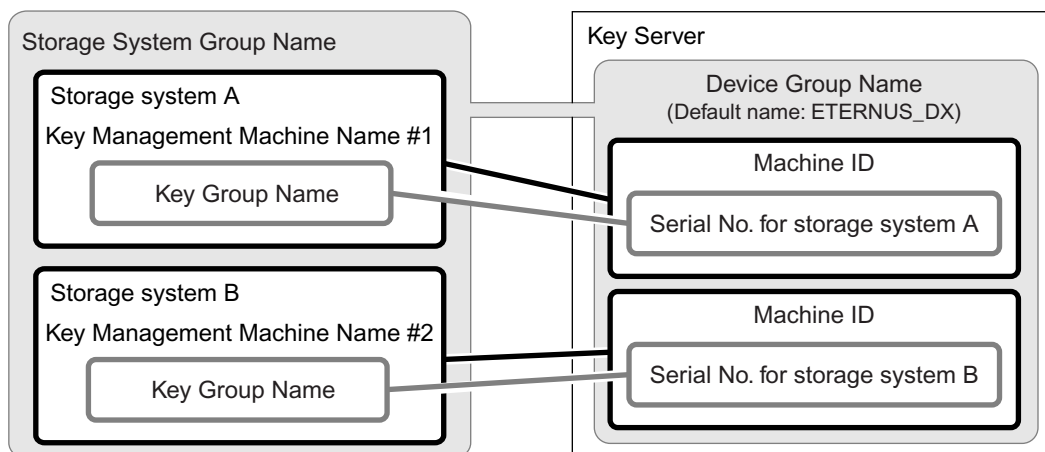 Storage System Group Name
Storage system A
Key Management Machine Name #1
Key Group Name
Storage system B
Key Management Machine Name #2
Key Group Name
Key Server
Device Group Name
(Default name: ETERNUS_DX)
Machine ID
Serial No. for storage system A
Machine ID
Serial No. for storage system B